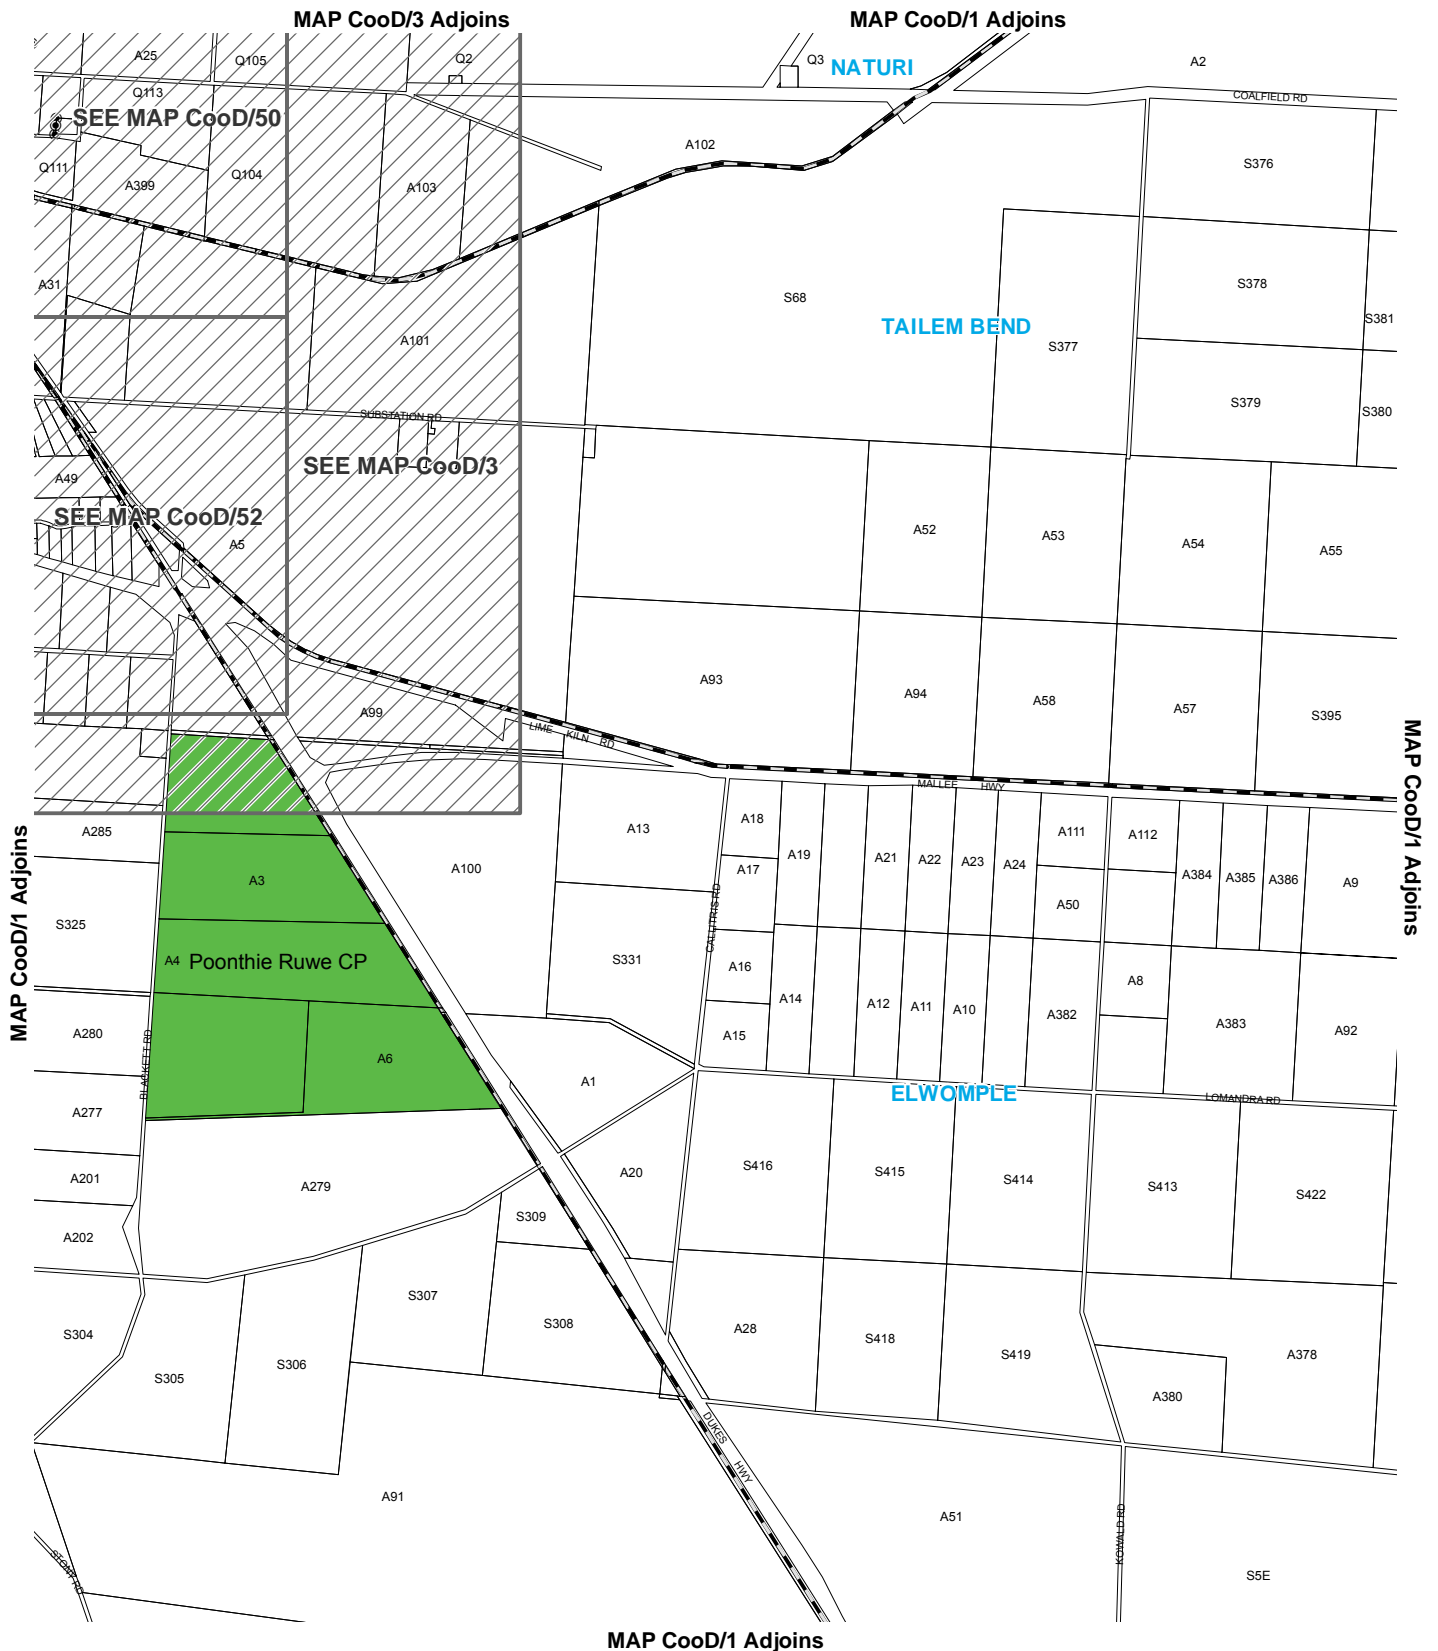 MAP CooD/3 Adjoins
MAP CooD/1 Adjoins
A25
Q105
Q2
Q3
NATURI
A2
Q113
COALFIELD RD
SEE MAP CooD/50
A102
S376
Q111
A399
Q104
A103
A31
S68
S378
S381
TAILEM BEND
A101
S377
S379
S380
SUBSTATION RD
SEE MAP CooD/3
A49
SEE MAP CooD/52
A5
A52
A53
A54
A55
A93
A94
A58
A57
S395
A99
LIME KILN RD
MALLEE HWY
MAP CooD/1 Adjoins
MAP CooD/1 Adjoins
A285
A13
A18
A19
A21
A22
A23
A24
A111
A112
A384
A385
A386
A9
A3
A100
A17
A50
CALLITRIS RD
S325
A4
Poonthie Ruwe CP
S331
A16
A14
A12
A11
A10
A382
A8
A383
A92
A280
BLACKETT RD
A6
A15
A1
ELWOMPLE
LOMANDRA RD
A277
A201
A279
A20
S416
S415
S414
S413
S422
A202
S309
S304
S305
S306
S307
S308
A28
S418
S419
A378
A380
DUKES HWY
A91
A51
KOWALD RD
STONY RD
S5E
MAP CooD/1 Adjoins